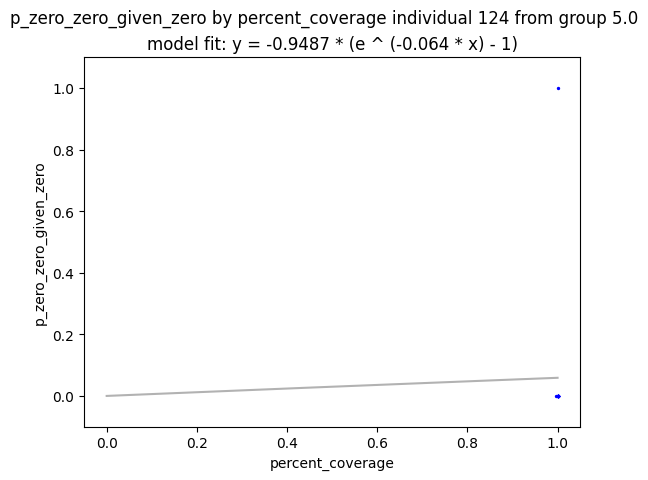 p_zero_zero_given_zero by percent_coverage individual 124 from group 5.0
model fit: y = -0.9487 * (e ^ (-0.064 * x) - 1)
1.0
0.8
0.6
0.4
0.2
0.0
p_zero_zero_given_zero
0.0 0.2 0.4 0.6 0.8 1.0
percent_coverage